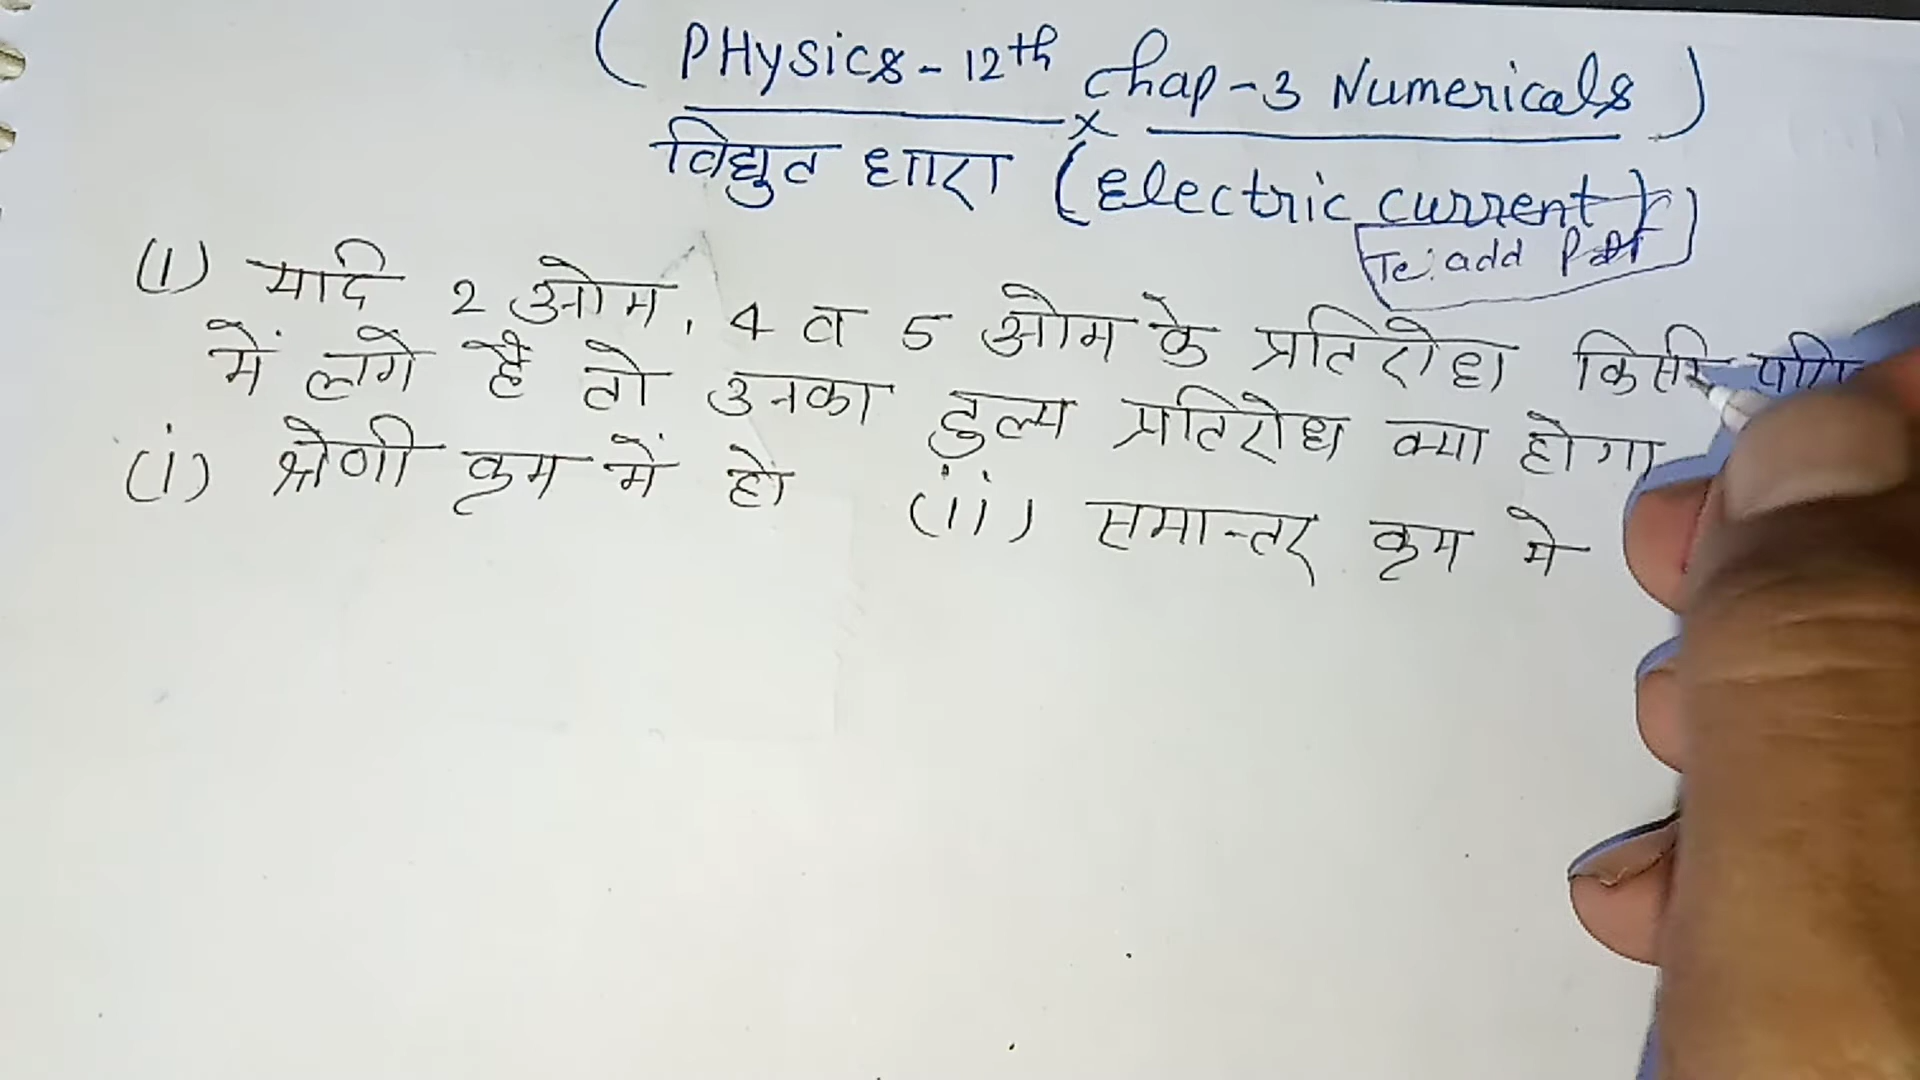 (PHysics - 12th Chap - 3 Numericals)
विद्युत धारा (Electric current)
Te: add
(1) यदि 2 ओम, 4 व 5 ओम के प्रतिरोध किसी
में लगे है तो उनका तुल्य प्रतिरोध क्या होगा
(i) श्रेणी क्रम में हो (ii) समान्तर क्रम मे